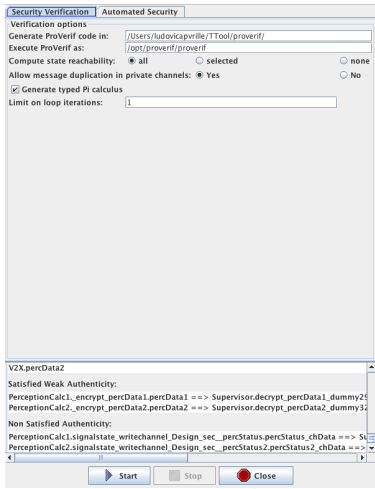 Security Verification Automated Security
Verification options
Generate ProVerif code in: /Users/ludovicapvrille/TTool/proverif/
Execute ProVerif as: /opt/proverif/proverif
Compute state reachability: all selected none
Allow message duplication in private channels: Yes No
Generate typed Pi calculus
Limit on loop iterations: 1
V2X.percData2
Satisfied Weak Authenticity:
PerceptionCalc1._encrypt_percData1.percData1 ==> Supervisor.decrypt_percData1_dummy29
PerceptionCalc2._encrypt_percData2.percData2 ==> Supervisor.decrypt_percData2_dummy32
Non Satisfied Authenticity:
PerceptionCalc1.signalstate_writechannel_Design_sec__percStatus.percStatus_chData ==> Su
PerceptionCalc2.signalstate_writechannel_Design_sec__percStatus2.percStatus2_chData ==>
Start Stop Close